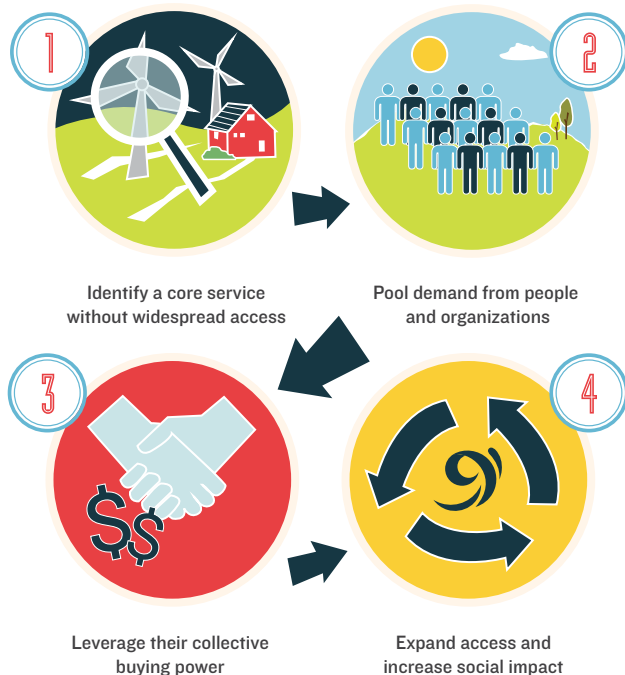 1
2
Identify a core service
without widespread access
Pool demand from people
and organizations
3
4
$$
Leverage their collective
buying power
Expand access and
increase social impact